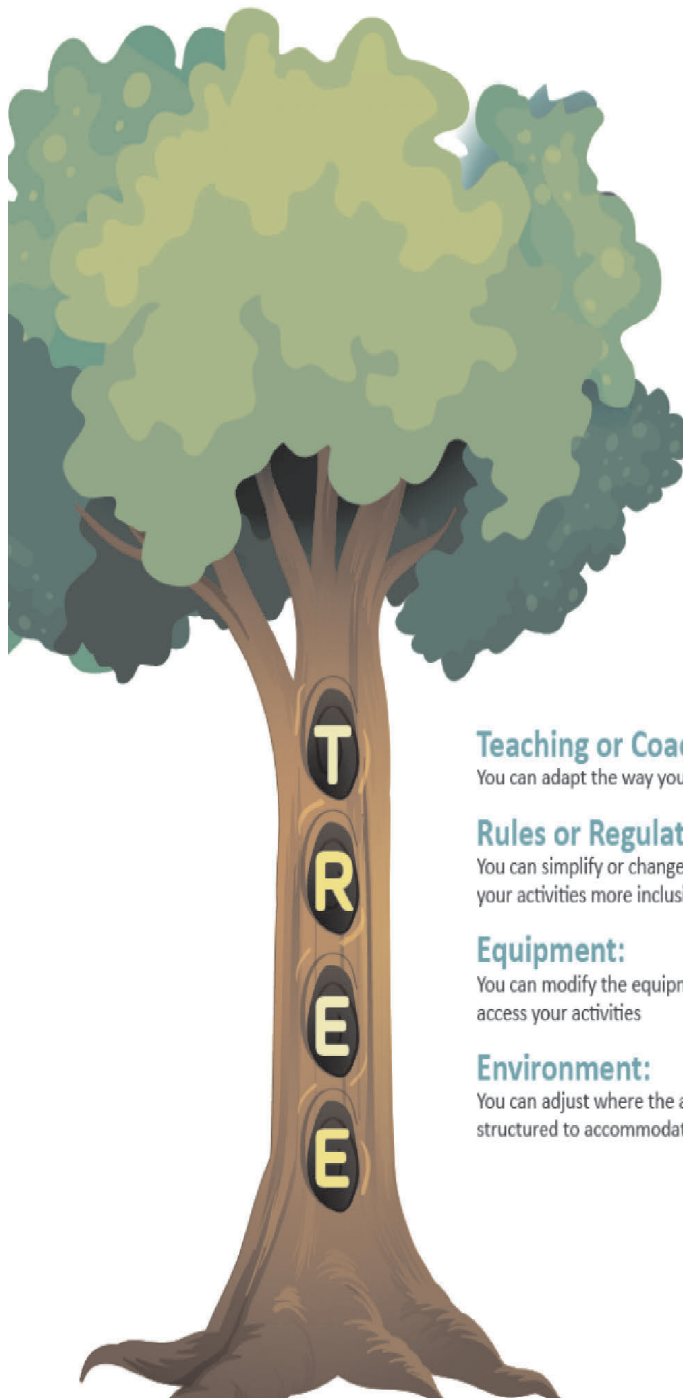 T
R
E
E
Teaching or Coac
You can adapt the way you
Rules or Regulat
You can simplify or change
your activities more inclusi
Equipment:
You can modify the equipm
access your activities
Environment:
You can adjust where the a
structured to accommodat